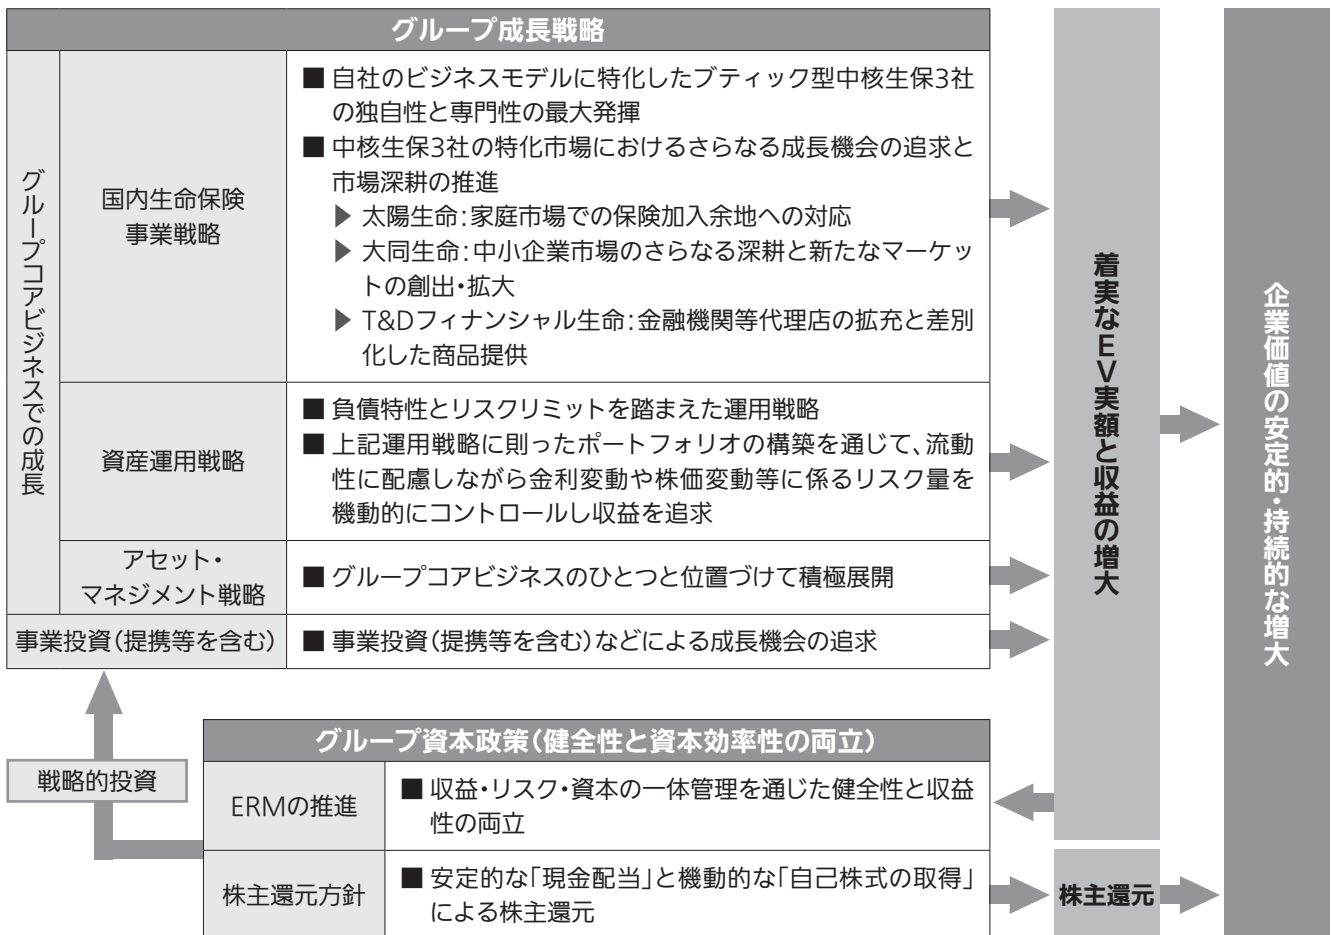 グループ成長戦略
グループコアビジネスでの成長
国内生命保険
事業戦略
■ 自社のビジネスモデルに特化したブティック型中核生保3社
の独自性と専門性の最大発揮
■ 中核生保3社の特化市場におけるさらなる成長機会の追求と
市場深耕の推進
▶ 太陽生命:家庭市場での保険加入余地への対応
▶ 大同生命:中小企業市場のさらなる深耕と新たなマーケッ
トの創出・拡大
▶ T&Dフィナンシャル生命:金融機関等代理店の拡充と差別
化した商品提供
資産運用戦略
■ 負債特性とリスクリミットを踏まえた運用戦略
■ 上記運用戦略に則ったポートフォリオの構築を通じて、流動
性に配慮しながら金利変動や株価変動等に係るリスク量を
機動的にコントロールし収益を追求
アセット・
マネジメント戦略
■ グループコアビジネスのひとつと位置づけて積極展開
事業投資(提携等を含む)
■ 事業投資(提携等を含む)などによる成長機会の追求
着実なEV実額と収益の増大
企業価値の安定的・持続的な増大
戦略的投資
グループ資本政策(健全性と資本効率性の両立)
ERMの推進
■ 収益・リスク・資本の一体管理を通じた健全性と収益
性の両立
株主還元方針
■ 安定的な「現金配当」と機動的な「自己株式の取得」
による株主還元
株主還元